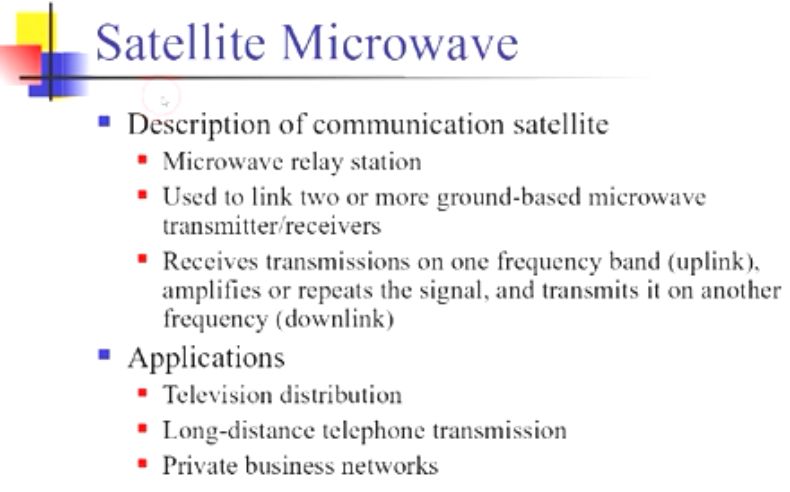 Satellite Microwave
Description of communication satellite
Microwave relay station
Used to link two or more ground-based microwave
transmitter/receivers
Receives transmissions on one frequency band (uplink),
amplifies or repeats the signal, and transmits it on another
frequency (downlink)
Applications
Television distribution
Long-distance telephone transmission
Private business networks